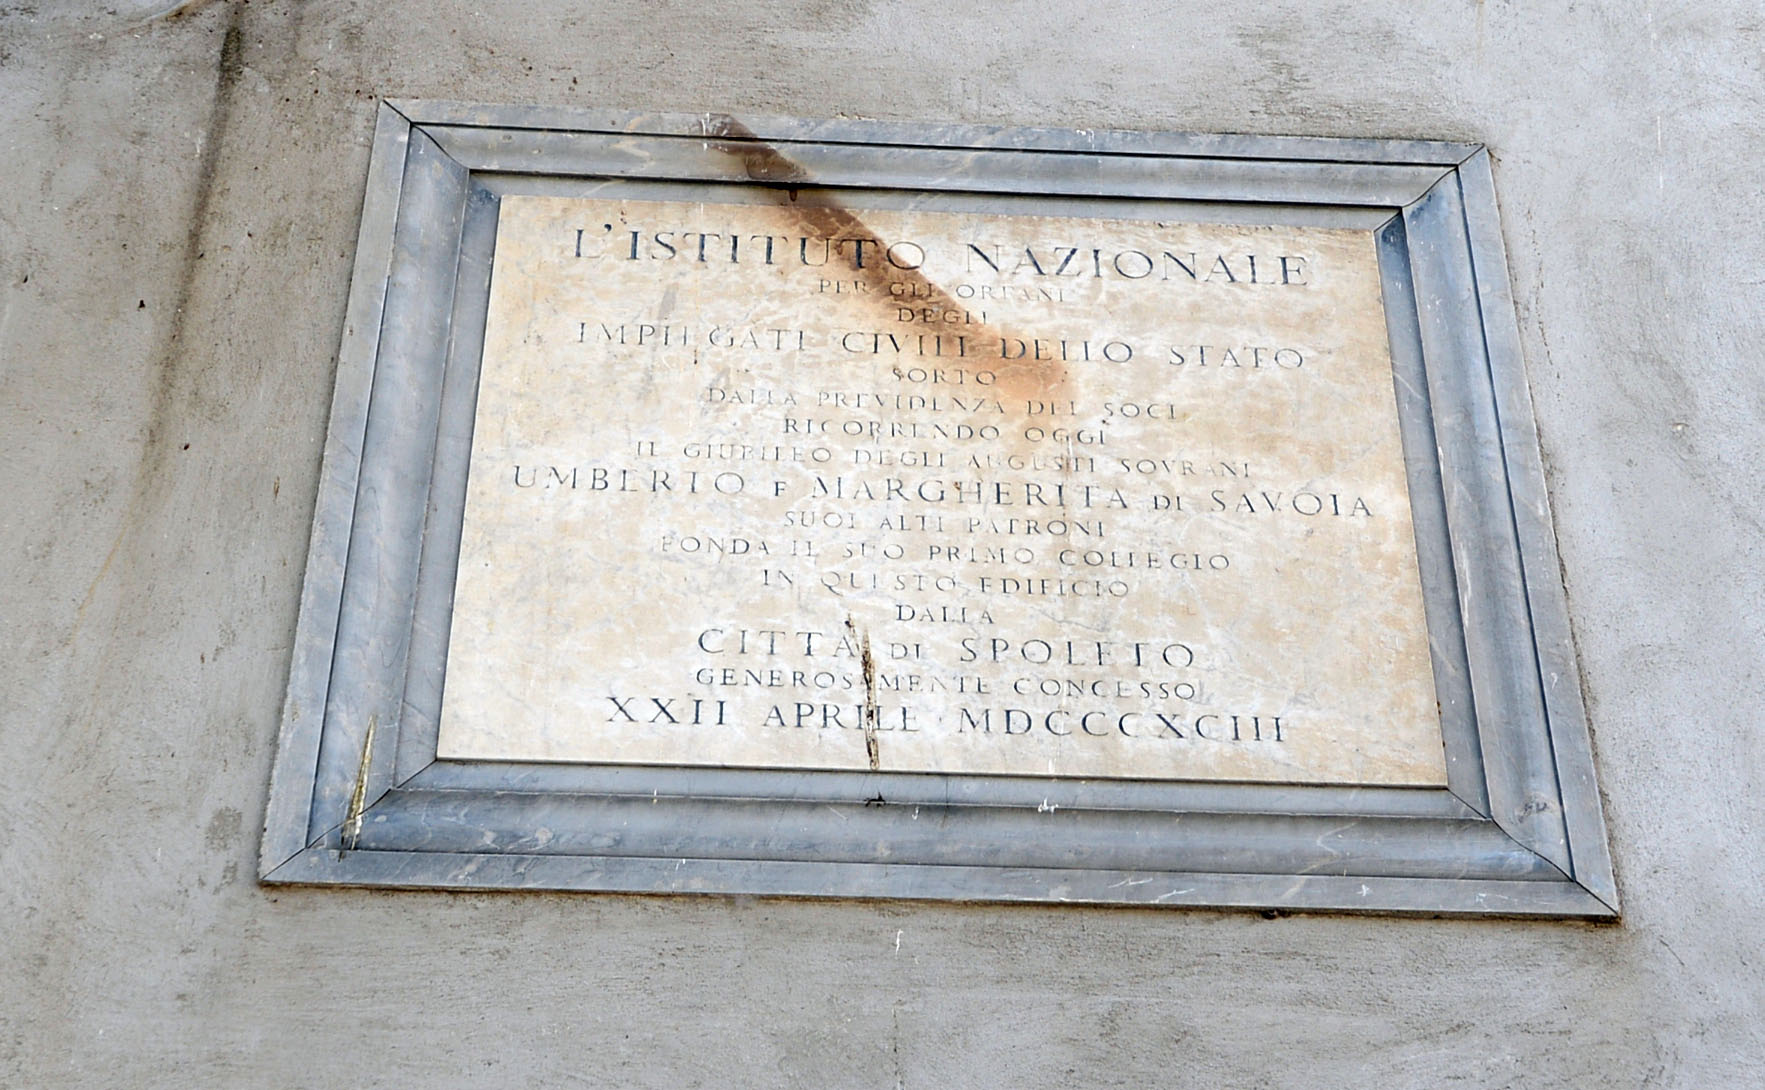 L'ISTITUTO NAZIONALE
PER GLI ORFANI
DEGLI
IMPIEGATI CIVILI DELLO STATO
SORTO
DALLA PREVIDENZA DEI SOCI
RICORRENDO OGGI
IL GIUBILEO DEGLI AUGUSTI SOVRANI
UMBERTO E MARGHERITA DI SAVOIA
SUOI ALTI PATRONI
FONDA IL SUO PRIMO COLLEGIO
IN QUESTO EDIFICIO
DALLA
CITTÀ DI SPOLETO
GENEROSAMENTE CONCESSO
XXII APRILE MDCCCXCIII